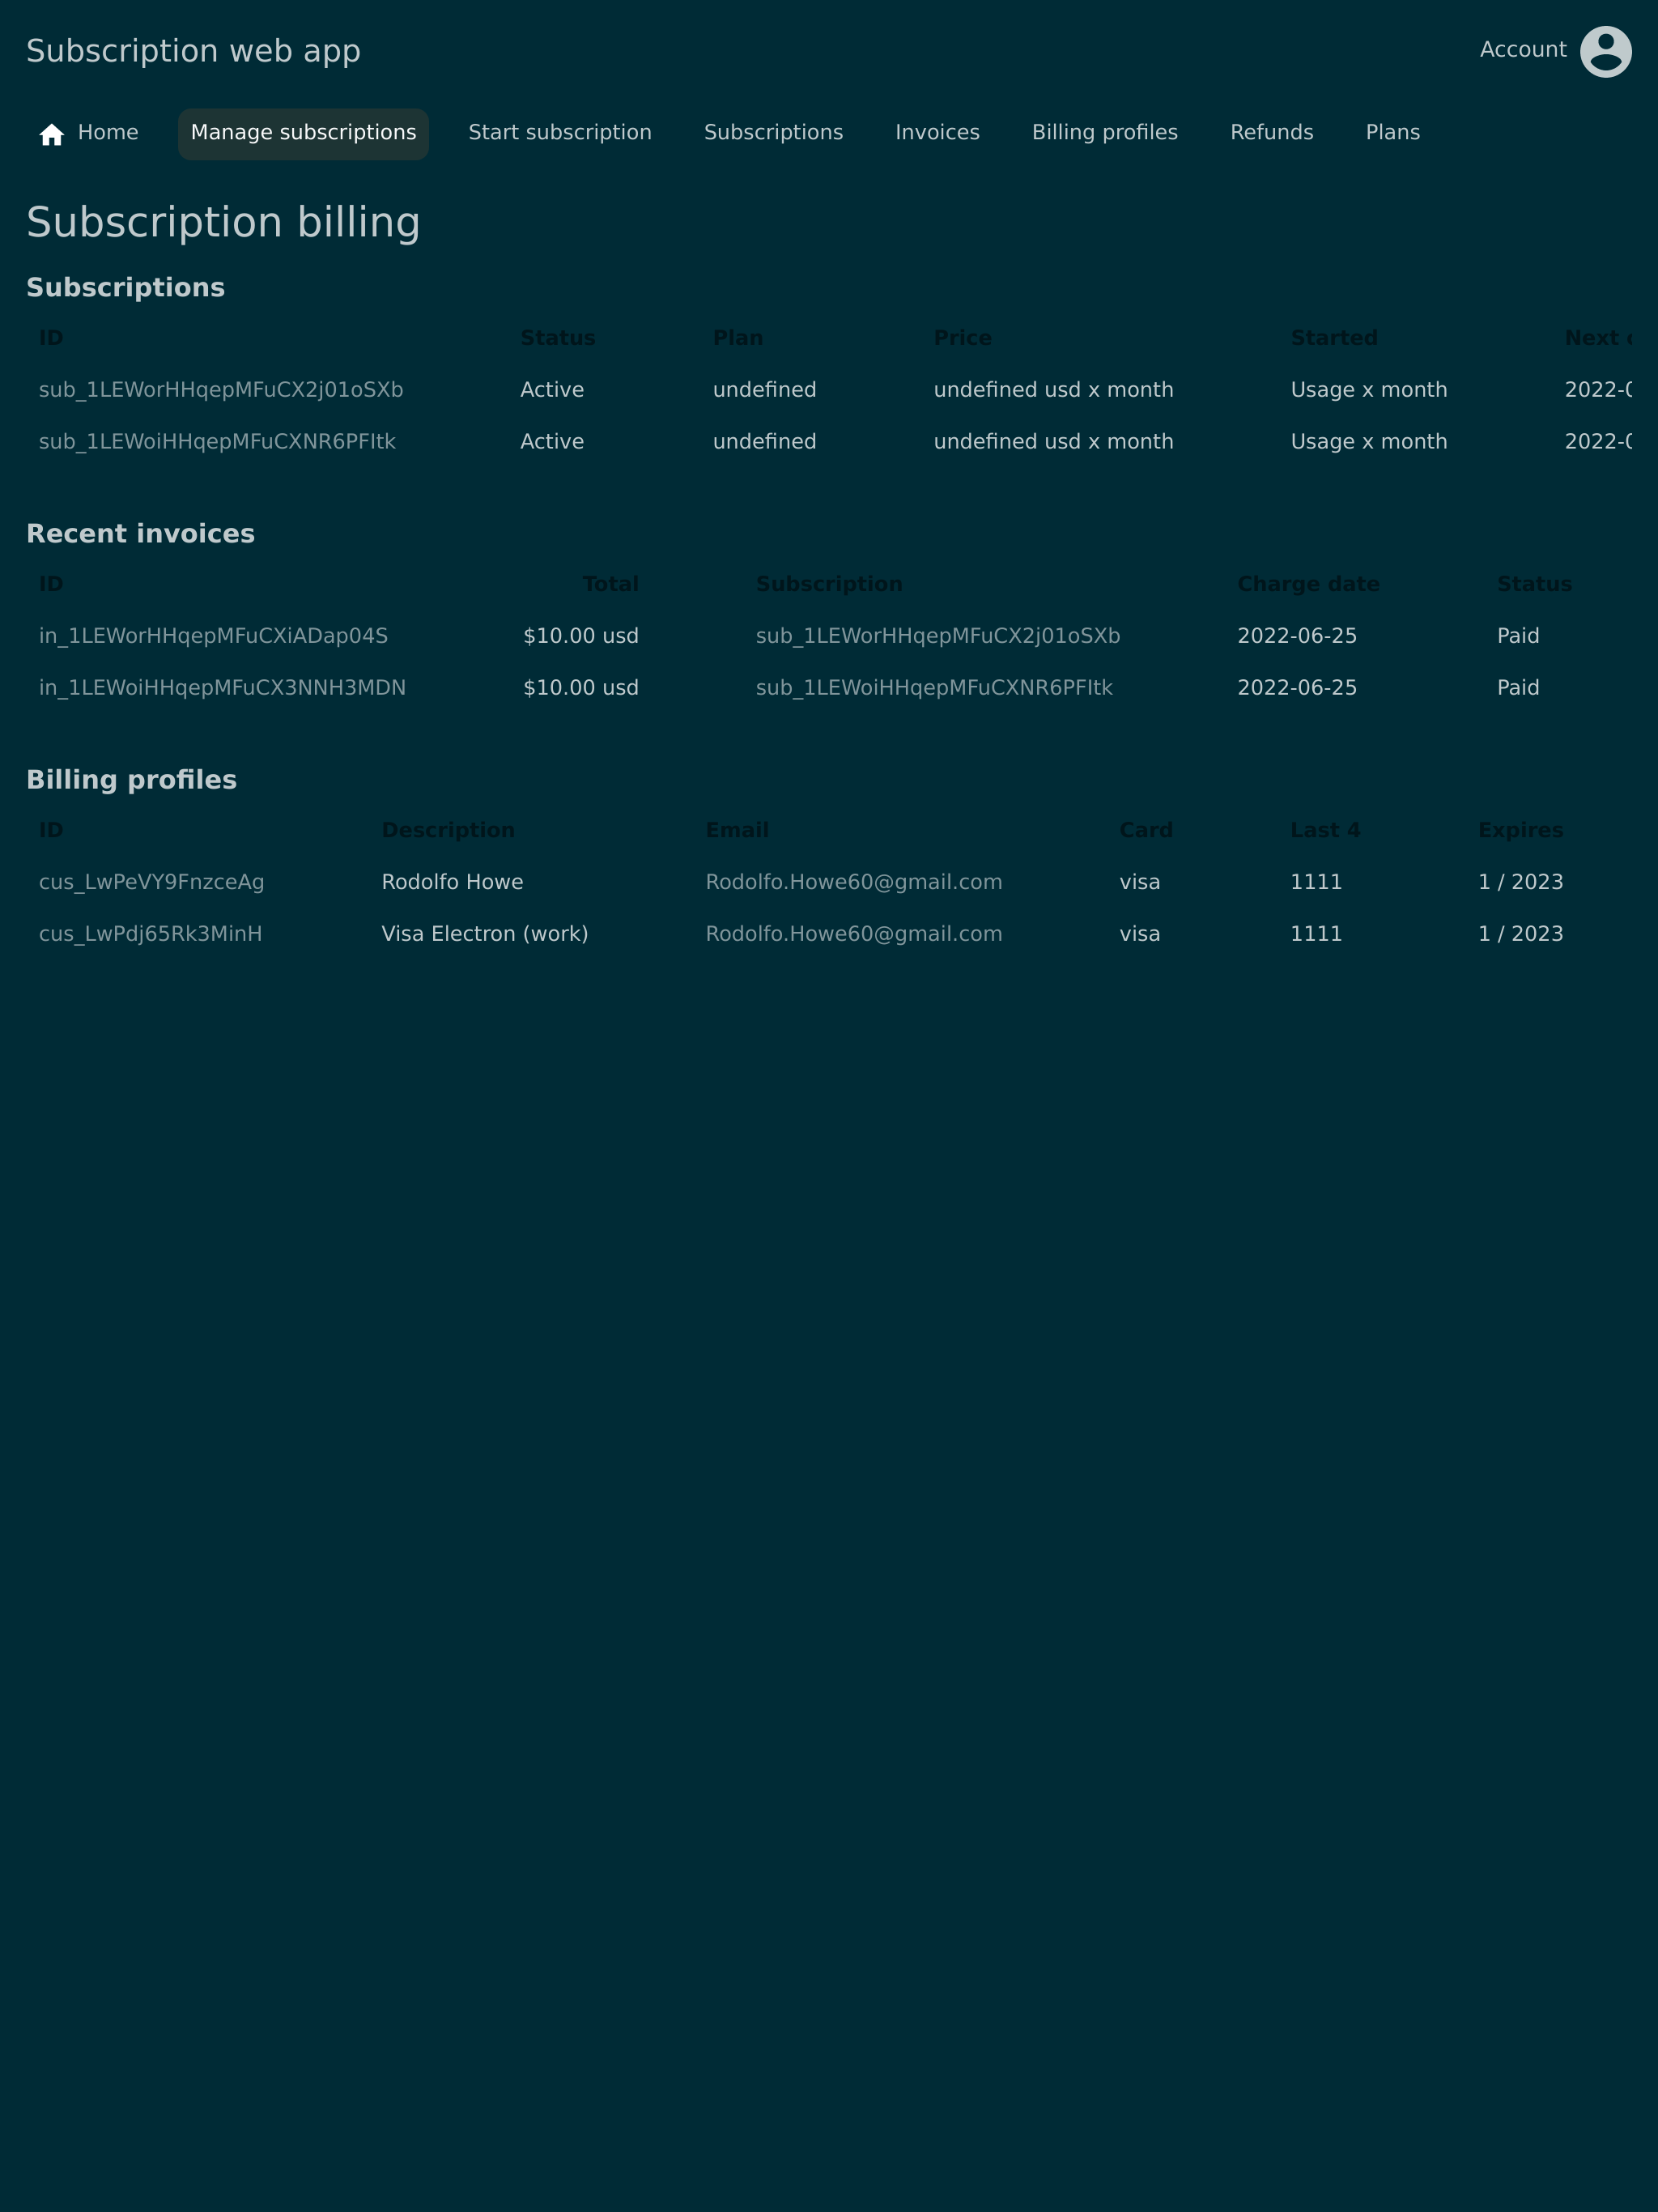 Subscription web app
Account
Home Manage subscriptions Start subscription Subscriptions Invoices Billing profiles Refunds Plans
Subscription billing
Subscriptions
ID Status Plan Price Started Next
sub_1LEWorHHqepMFuCX2j01oSXb Active undefined undefined usd x month Usage x month 2022-0
sub_1LEWoiHHqepMFuCXNR6PFItk Active undefined undefined usd x month Usage x month 2022-0
Recent invoices
ID Total Subscription Charge date Status
in_1LEWorHHqepMFuCXiADap04S $10.00 usd sub_1LEWorHHqepMFuCX2j01oSXb 2022-06-25 Paid
in_1LEWoiHHqepMFuCX3NNH3MDN $10.00 usd sub_1LEWoiHHqepMFuCXNR6PFItk 2022-06-25 Paid
Billing profiles
ID Description Email Card Last 4 Expires
cus_LwPeVY9FnzceAg Rodolfo Howe Rodolfo.Howe60@gmail.com visa 1111 1 / 2023
cus_LwPdj65Rk3MinH Visa Electron (work) Rodolfo.Howe60@gmail.com visa 1111 1 / 2023